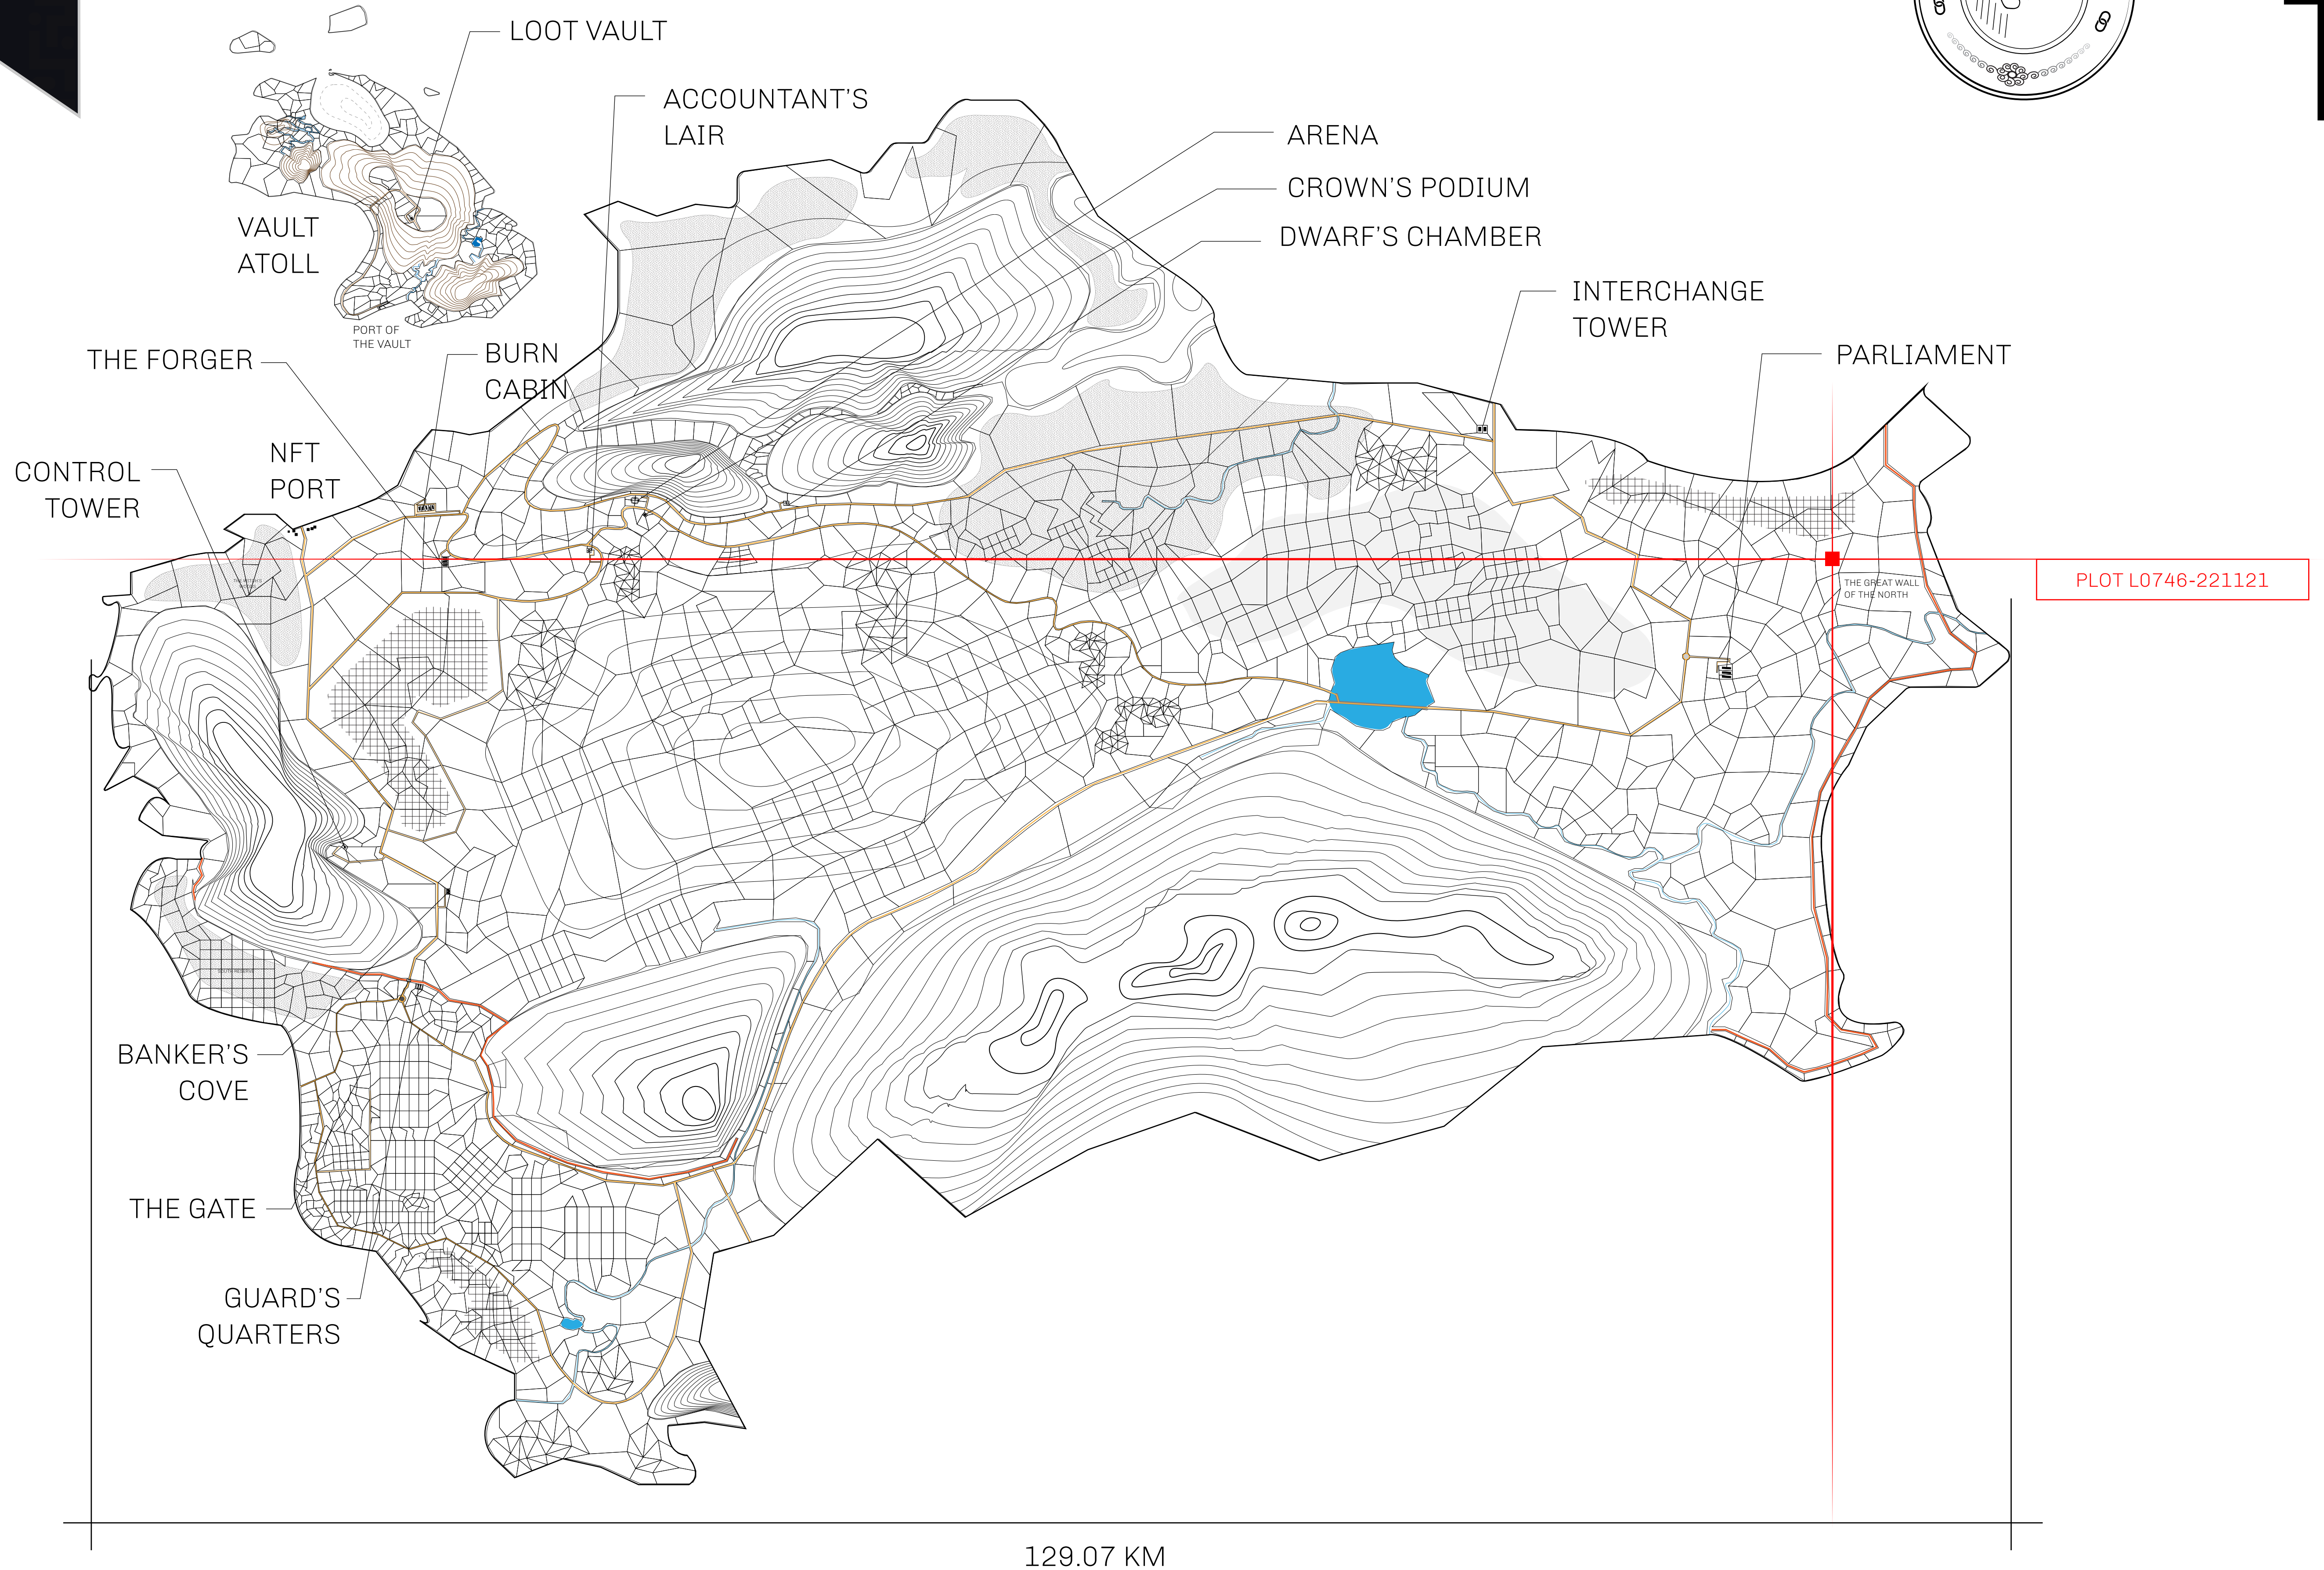 LOOT VAULT
ACCOUNTANT'S
LAIR
ARENA
CROWN'S PODIUM
DWARF'S CHAMBER
VAULT
ATOLL
INTERCHANGE
TOWER
PORT OF
THE VAULT
THE FORGER
BURN
CABIN
PARLIAMENT
NFT
PORT
CONTROL
TOWER
PLOT L0746-221121
THE GREAT WALL
OF THE NORTH
SOUTH RESERVE
BANKER'S
COVE
THE GATE
GUARD'S
QUARTERS
129.07 KM